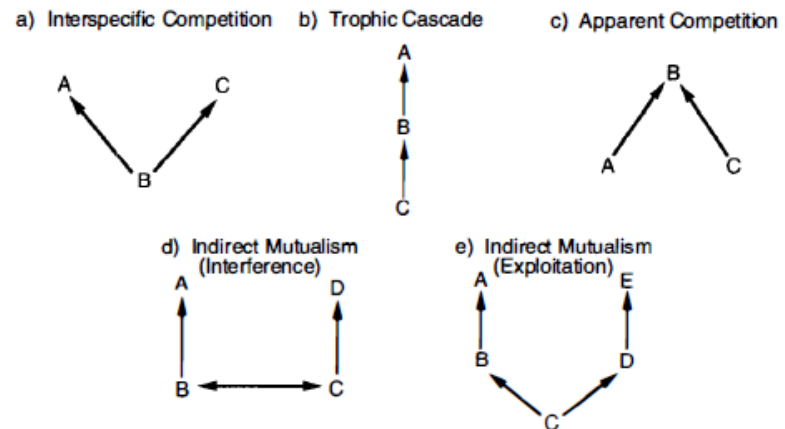 a) Interspecific Competition
b) Trophic Cascade
c) Apparent Competition
A
C
B
A
B
C
B
A
C
d) Indirect Mutualism
(Interference)
A
D
B
C
e) Indirect Mutualism
(Exploitation)
A
E
B
D
C